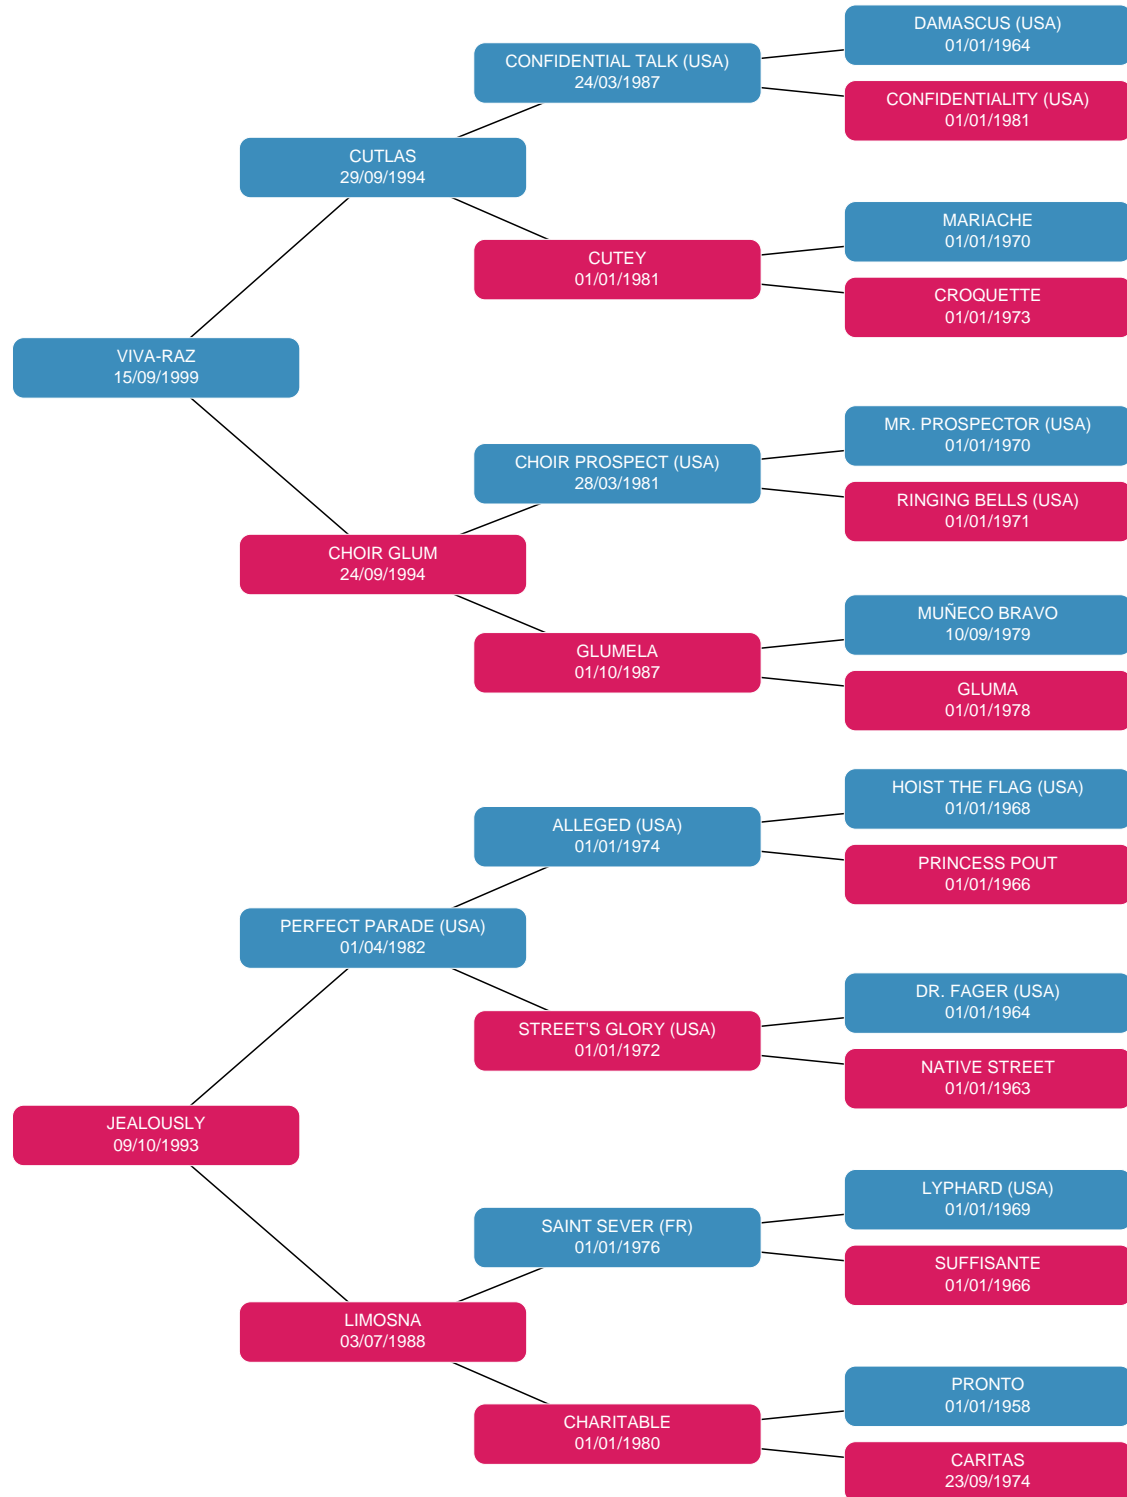 DAMASCUS (USA)
01/01/1964
CONFIDENTIAL TALK (USA)
24/03/1987
CONFIDENTIALITY (USA)
01/01/1981
CUTLAS
29/09/1994
MARIACHE
01/01/1970
CUTEY
01/01/1981
CROQUETTE
01/01/1973
VIVA-RAZ
15/09/1999
MR. PROSPECTOR (USA)
01/01/1970
CHOIR PROSPECT (USA)
28/03/1981
RINGING BELLS (USA)
01/01/1971
CHOIR GLUM
24/09/1994
MUÑECO BRAVO
10/09/1979
GLUMELA
01/10/1987
GLUMA
01/01/1978
HOIST THE FLAG (USA)
01/01/1968
ALLEGED (USA)
01/01/1974
PRINCESS POUT
01/01/1966
PERFECT PARADE (USA)
01/04/1982
DR. FAGER (USA)
01/01/1964
STREET'S GLORY (USA)
01/01/1972
NATIVE STREET
01/01/1963
JEALOUSLY
09/10/1993
LYPHARD (USA)
01/01/1969
SAINT SEVER (FR)
01/01/1976
SUFFISANTE
01/01/1966
LIMOSNA
03/07/1988
PRONTO
01/01/1958
CHARITABLE
01/01/1980
CARITAS
23/09/1974